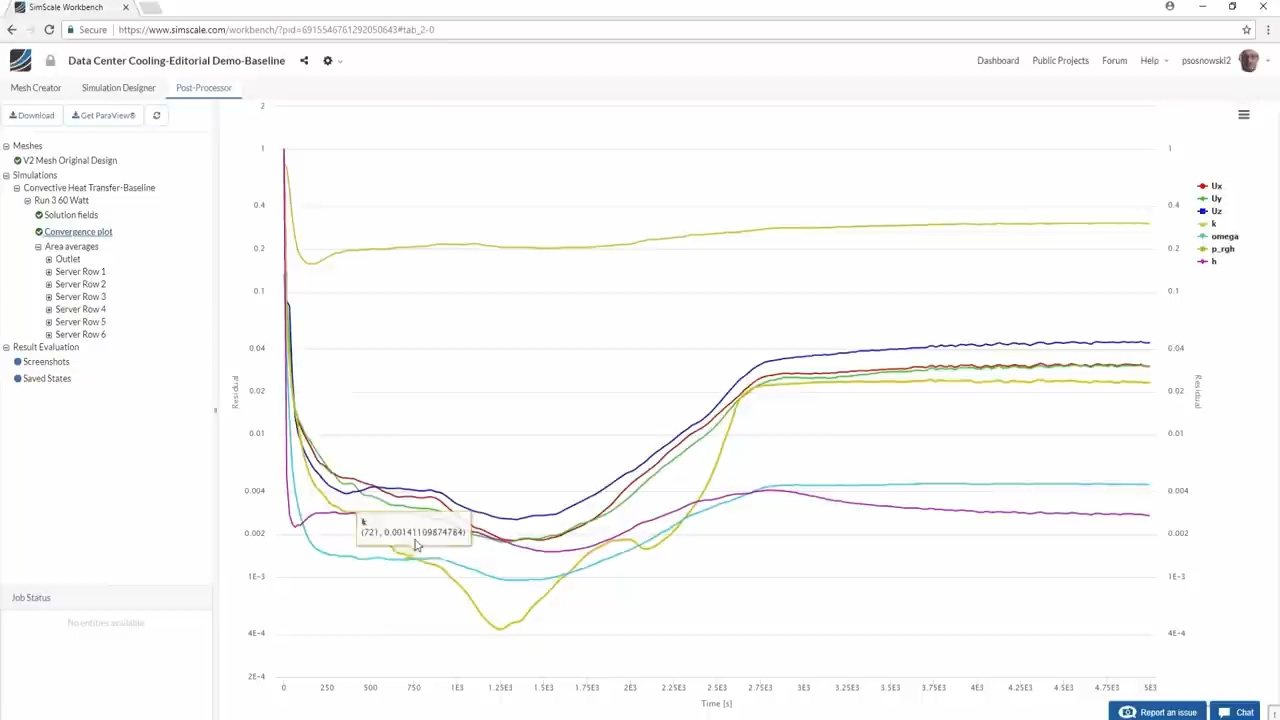 SimScale Workbench
Secure https://www.simscale.com/workbench/?pid=6915546761292050643#tab_2-0
Data Center Cooling-Editorial Demo-Baseline
Dashboard Public Projects Forum Help psosnowski2
Mesh Creator Simulation Designer Post-Processor
Download Get ParaView®
Meshes
V2 Mesh Original Design
Simulations
Convective Heat Transfer-Baseline
Run 3 60 Watt
Solution fields
Convergence plot
Area averages
Outlet
Server Row 1
Server Row 2
Server Row 3
Server Row 4
Server Row 5
Server Row 6
Result Evaluation
Screenshots
Saved States
Job Status
No entities available
2
1 1
0.4 0.4
0.2 0.2
0.1 0.1
0.04 0.04
0.02 0.02
0.01 0.01
0.004 0.004
0.002 0.002
1E-3 1E-3
4E-4 4E-4
2E-4
Residual
Residual
Ux
Uy
Uz
k
omega
p_rgh
h
k
(721, 0.00141109874784)
0 250 500 750 1E3 1.25E3 1.5E3 1.75E3 2E3 2.25E3 2.5E3 2.75E3 3E3 3.25E3 3.5E3 3.75E3 4E3 4.25E3 4.5E3 4.75E3 5E3
Time [s]
Report an issue Chat